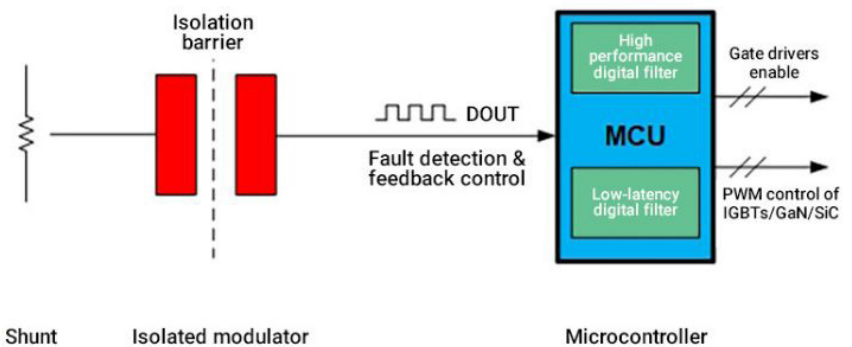 Isolation
barrier
High
performance
digital filter
Gate drivers
enable
DOUT
MCU
Fault detection &
feedback control
Low-latency
digital filter
PWM control of
IGBTs/GaN/SiC
Shunt
Isolated modulator
Microcontroller